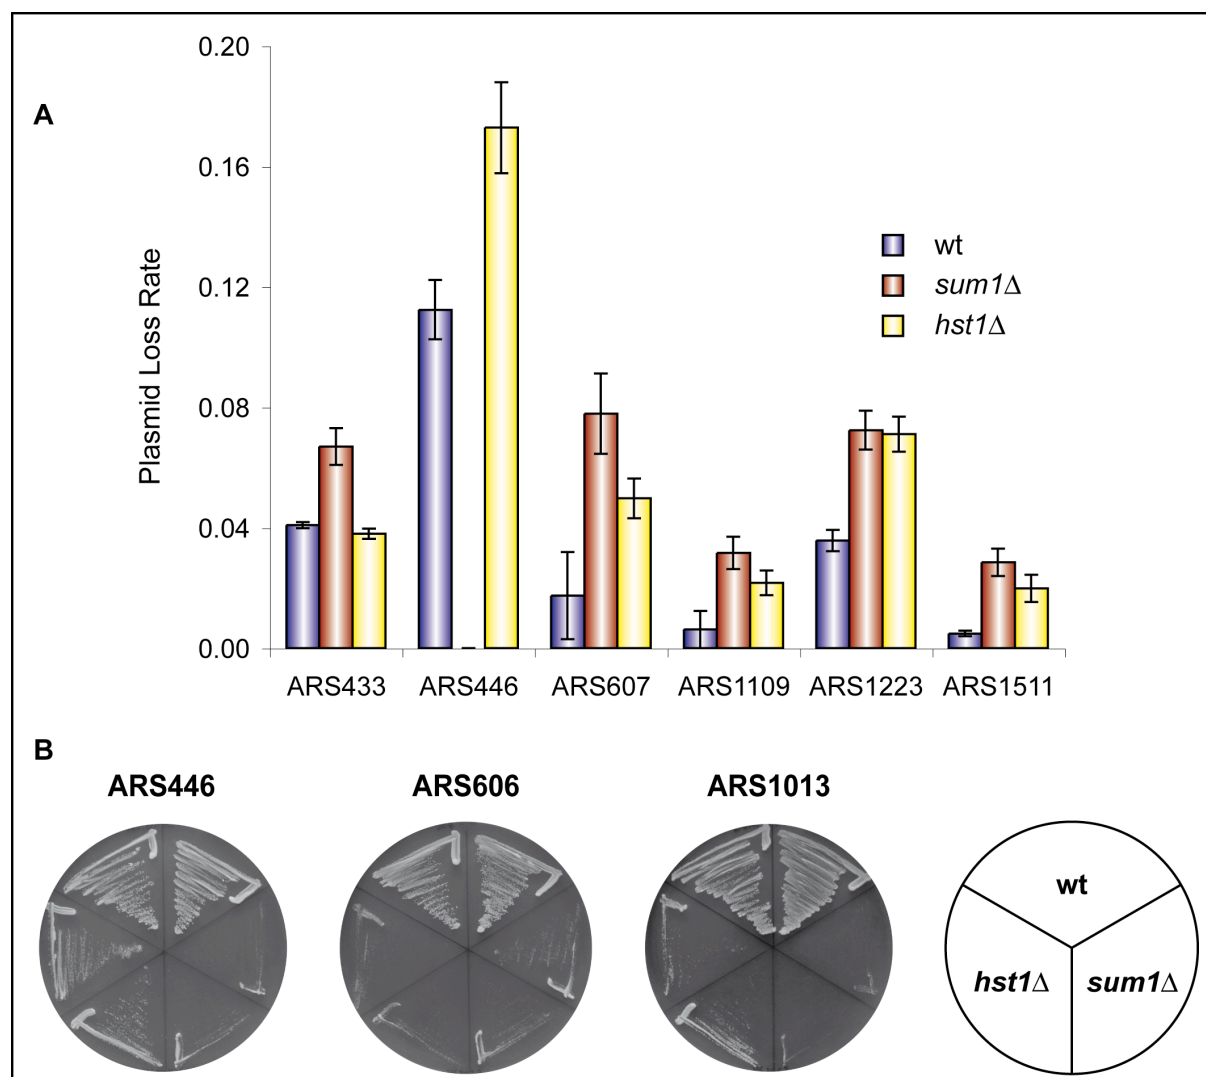 A
0.20
0.16
0.12
0.08
0.04
0.00
Plasmid Loss Rate
wt
sum1Δ
hst1Δ
ARS433 ARS446 ARS607 ARS1109 ARS1223 ARS1511
B
ARS446 ARS606 ARS1013
wt
hst1Δ sum1Δ